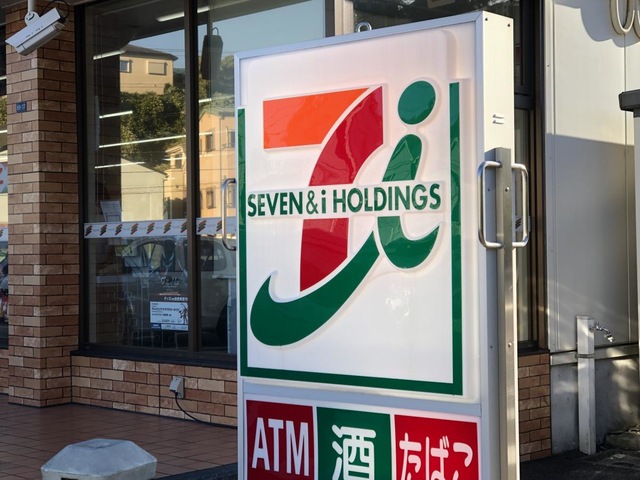 SEVEN & i HOLDINGS
ATM 酒 たばこ